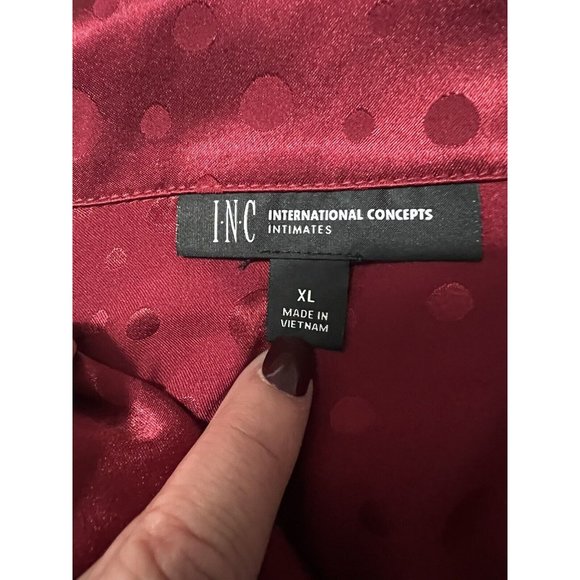 I·N·C INTERNATIONAL CONCEPTS
INTIMATES
XL
MADE IN
VIETNAM